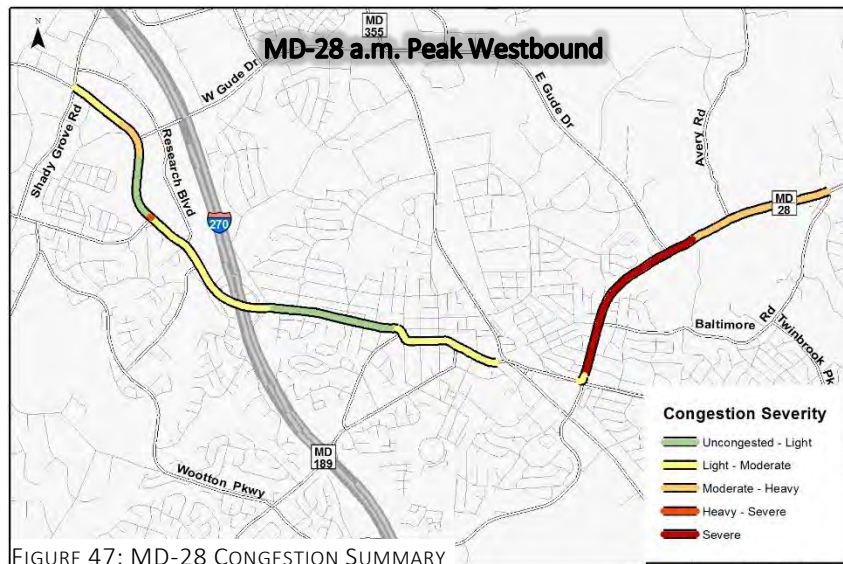 N
MD
355
MD-28 a.m. Peak Westbound
W Gude Dr
E Gude Dr
Avery Rd
Shady Grove Rd
Research Blvd
270
MD
28
Baltimore Rd
Twinbrook Pk
MD
189
Wootton Pkwy
Congestion Severity
Uncongested - Light
Light - Moderate
Moderate - Heavy
Heavy - Severe
Severe
FIGURE 47: MD-28 CONGESTION SUMMARY